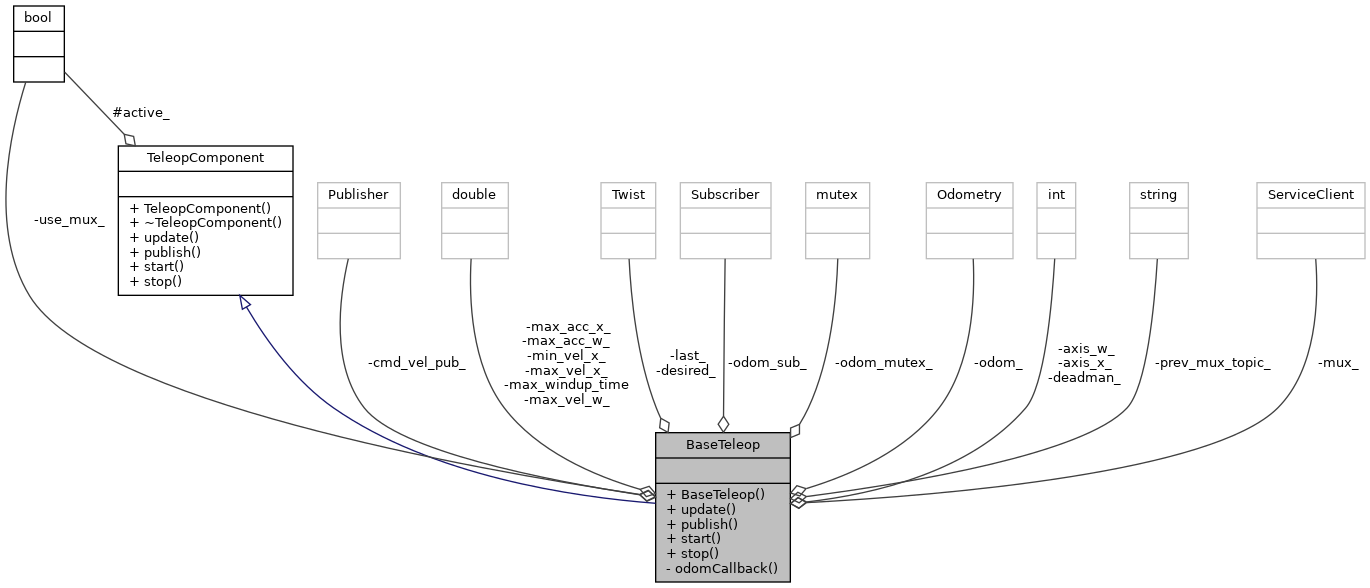 bool
#active_
TeleopComponent
+ TeleopComponent()
+ ~TeleopComponent()
+ update()
+ publish()
+ start()
+ stop()
-use_mux_
Publisher
double
Twist
Subscriber
mutex
Odometry
int
string
ServiceClient
-cmd_vel_pub_
-max_acc_x_
-max_acc_w_
-min_vel_x_
-max_vel_x_
-max_windup_time
-max_vel_w_
-last_
-desired_
-odom_sub_
-odom_mutex_
-odom_
-axis_w_
-axis_x_
-deadman_
-prev_mux_topic_
-mux_
BaseTeleop
+ BaseTeleop()
+ update()
+ publish()
+ start()
+ stop()
- odomCallback()